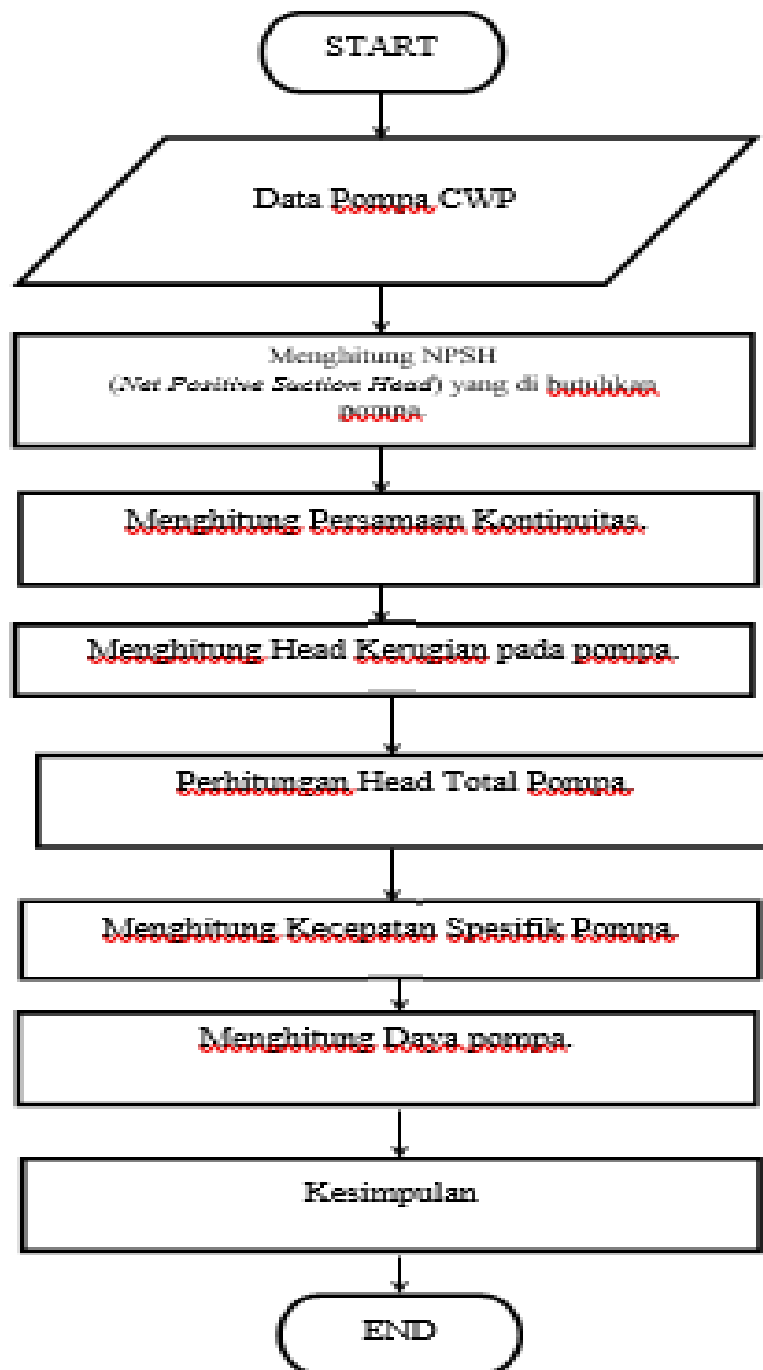 START
Data Pompa CWP
Menghitung NPSH
(Net Positive Suction Head) yang di butuhkan
pompa.
Menghitung Persamaan Kontinuitas.
Menghitung Head Kerugian pada pompa.
Perhitungan Head Total Pompa.
Menghitung Kecepatan Spesifik Pompa.
Menghitung Daya pompa.
Kesimpulan
END